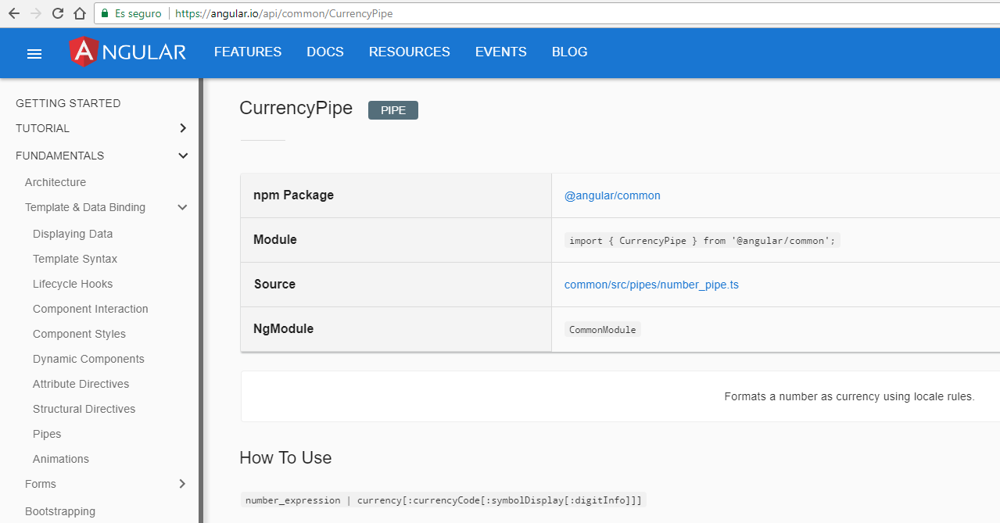 Es seguro | https://angular.io/api/common/CurrencyPipe
ANGULAR FEATURES DOCS RESOURCES EVENTS BLOG
GETTING STARTED
TUTORIAL
FUNDAMENTALS
Architecture
Template & Data Binding
Displaying Data
Template Syntax
Lifecycle Hooks
Component Interaction
Component Styles
Dynamic Components
Attribute Directives
Structural Directives
Pipes
Animations
Forms
Bootstrapping
CurrencyPipe PIPE
npm Package @angular/common
Module import { CurrencyPipe } from '@angular/common';
Source common/src/pipes/number_pipe.ts
NgModule CommonModule
Formats a number as currency using locale rules.
How To Use
number_expression | currency[:currencyCode[:symbolDisplay[:digitInfo]]]